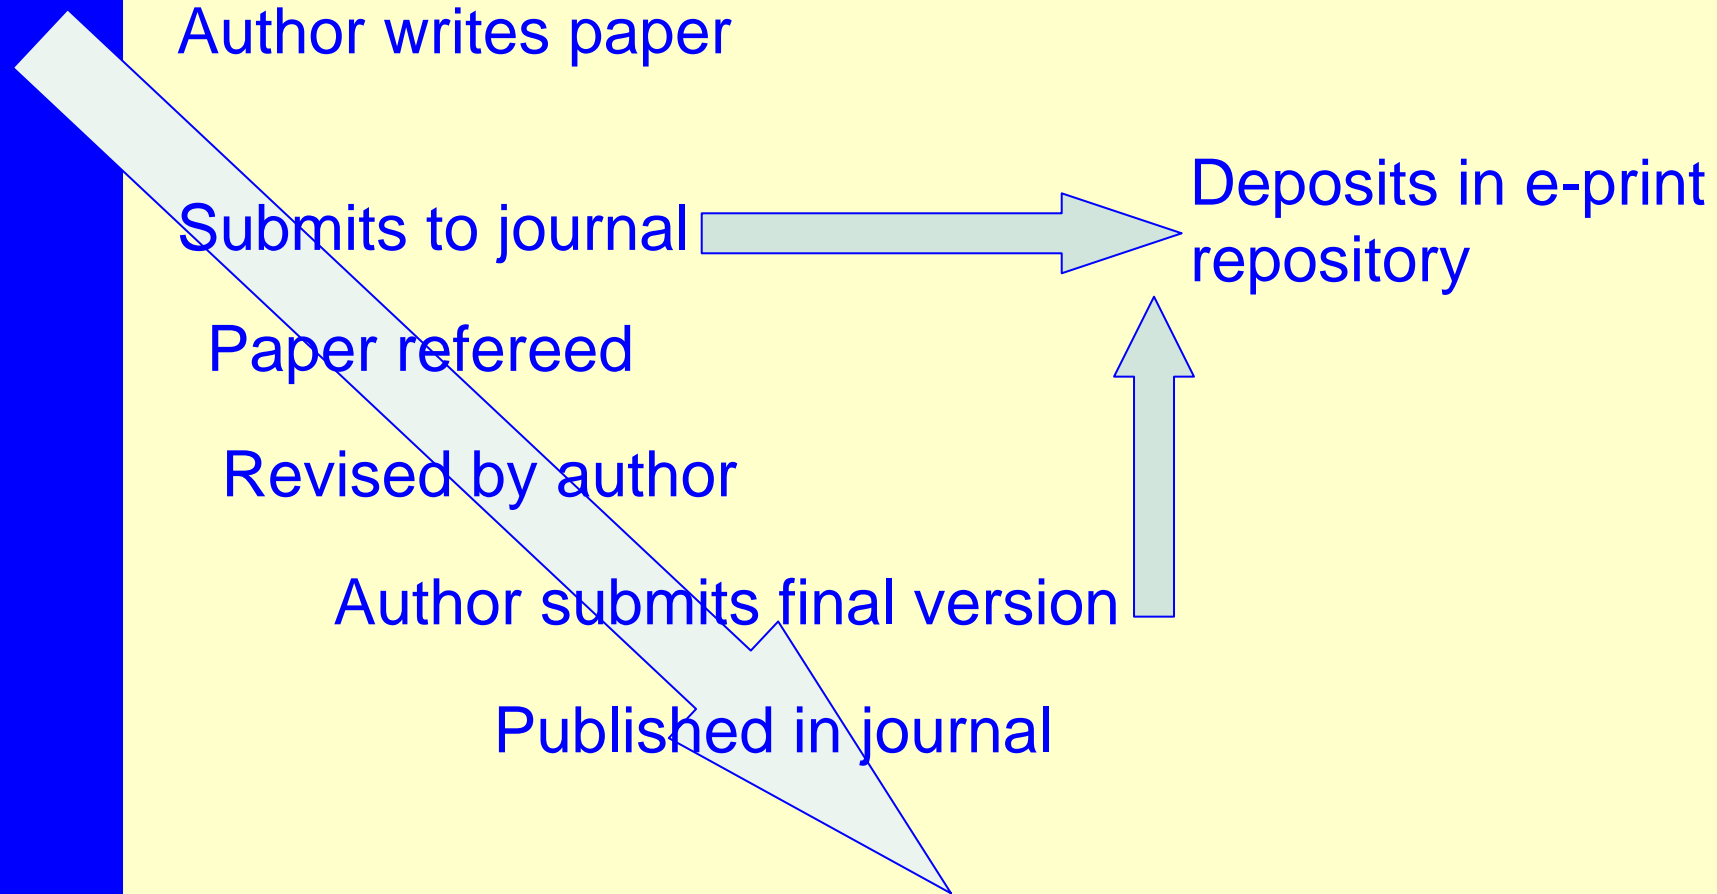 Author writes paper
Submits to journal
Deposits in e-print
repository
Paper refereed
Revised by author
Author submits final version
Published in journal